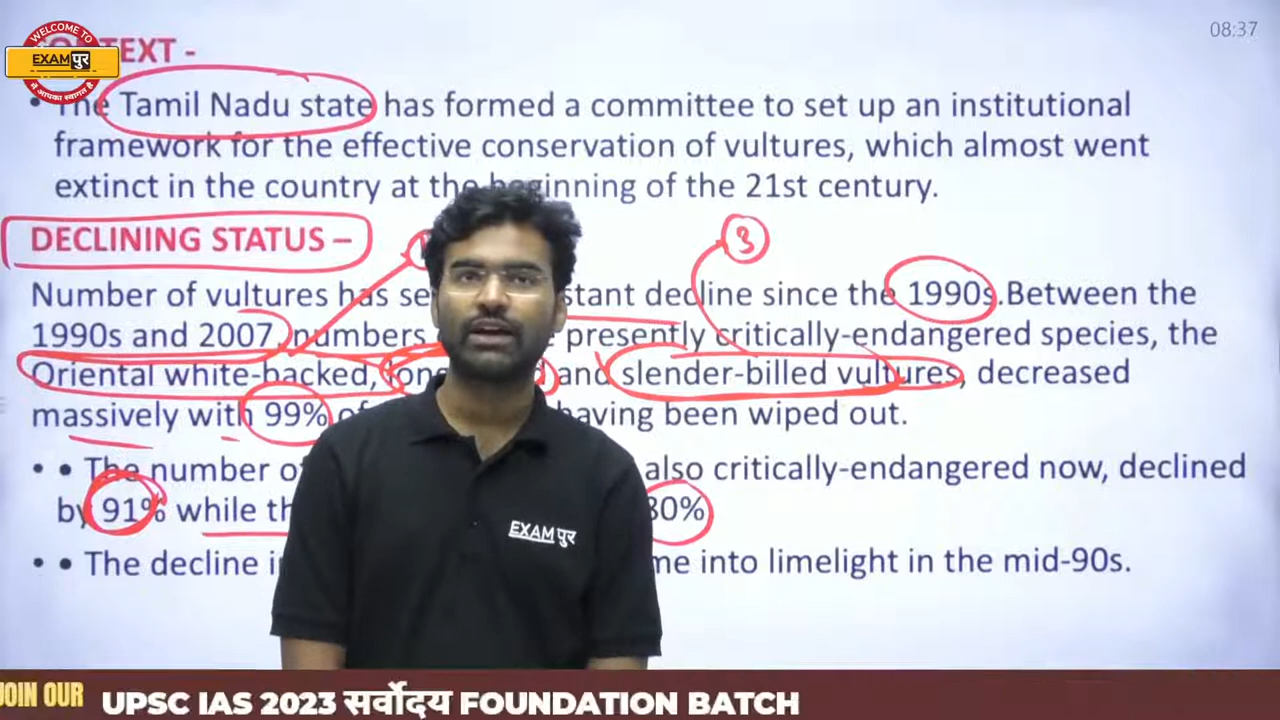 08:37
WELCOME TO
EXAMपुर
में आपका स्वागत है
TEXT -
• The Tamil Nadu state has formed a committee to set up an institutional
framework for the effective conservation of vultures, which almost went
extinct in the country at the beginning of the 21st century.
DECLINING STATUS –
3
Number of vultures has stant decline since the 1990s.Between the
1990s and 2007, numbers presently critically-endangered species, the
Oriental white-backed, and slender-billed vultures, decreased
massively with 99% having been wiped out.
• • The number of also critically-endangered now, declined
by 91% while 80%
• • The decline into limelight in the mid-90s.
EXAMपुर
JOIN OUR UPSC IAS 2023 सर्वोदय FOUNDATION BATCH